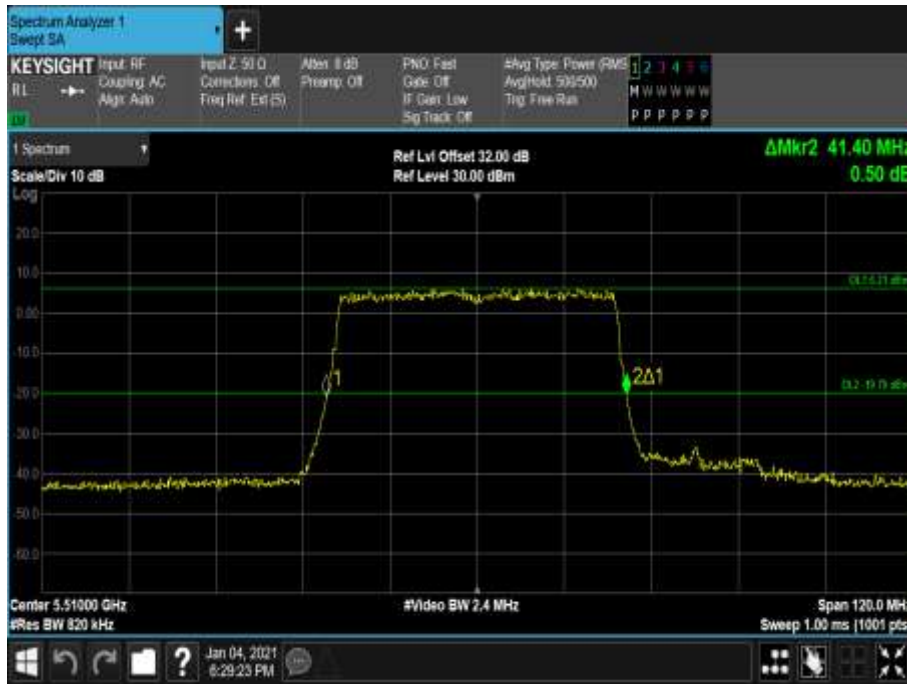 Spectrum Analyzer 1
Swept SA
+
KEYSIGHT
RL
Input: RF
Coupling: AC
Align: Auto
Input Z: 50 Ω
Corrections: Off
Freq Ref: Ext (S)
Atten: 8 dB
Preamp: Off
PNO: Fast
Gate: Off
IF Gain: Low
Sig Track: Off
#Avg Type: Power (RMS
Avg|Hold: 500/500
Trig: Free Run
1 2 3 4 5 6
M W W W W W
P P P P P P
1 Spectrum
Scale/Div 10 dB
Ref Lvl Offset 32.00 dB
Ref Level 30.00 dBm
ΔMkr2 41.40 MHz
0.50 dB
Log
20.0
10.0
0.00
-10.0
-20.0
-30.0
-40.0
-50.0
-60.0
1
2Δ1
DL2 -19.79 dBm
Center 5.51000 GHz
#Res BW 820 kHz
#Video BW 2.4 MHz
Span 120.0 MHz
Sweep 1.00 ms (1001 pts
?
Jan 04, 2021
6:29:23 PM